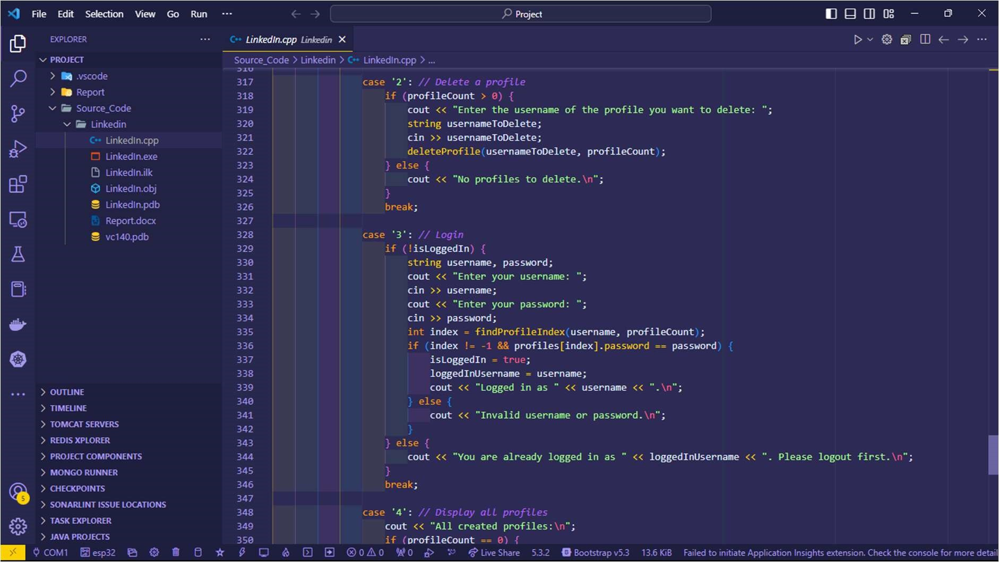 File Edit Selection View Go Run ···
Project
EXPLORER ···
LinkedIn.cpp Linkedin
PROJECT
Source_Code > Linkedin > LinkedIn.cpp > ...
.vscode
Report
Source_Code
Linkedin
LinkedIn.cpp
LinkedIn.exe
LinkedIn.ilk
LinkedIn.obj
LinkedIn.pdb
Report.docx
vc140.pdb
OUTLINE
TIMELINE
TOMCAT SERVERS
REDIS XPLORER
PROJECT COMPONENTS
MONGO RUNNER
CHECKPOINTS
SONARLINT ISSUE LOCATIONS
TASK EXPLORER
JAVA PROJECTS
5
316
317 case '2': // Delete a profile
318 if (profileCount > 0) {
319 cout << "Enter the username of the profile you want to delete: ";
320 string usernameToDelete;
321 cin >> usernameToDelete;
322 deleteProfile(usernameToDelete, profileCount);
323 } else {
324 cout << "No profiles to delete.\n";
325 }
326 break;
327
328 case '3': // Login
329 if (!isLoggedIn) {
330 string username, password;
331 cout << "Enter your username: ";
332 cin >> username;
333 cout << "Enter your password: ";
334 cin >> password;
335 int index = findProfileIndex(username, profileCount);
336 if (index != -1 && profiles[index].password == password) {
337 isLoggedIn = true;
338 loggedInUsername = username;
339 cout << "Logged in as " << username << ".\n";
340 } else {
341 cout << "Invalid username or password.\n";
342 }
343 } else {
344 cout << "You are already logged in as " << loggedInUsername << ". Please logout first.\n";
345 }
346 break;
347
348 case '4': // Display all profiles
349 cout << "All created profiles:\n";
350 if (profileCount == 0) {
COM1 esp32 0 0 0 Live Share 5.3.2 Bootstrap v5.3 13.6 KiB Failed to initiate Application Insights extension. Check the console for more detail